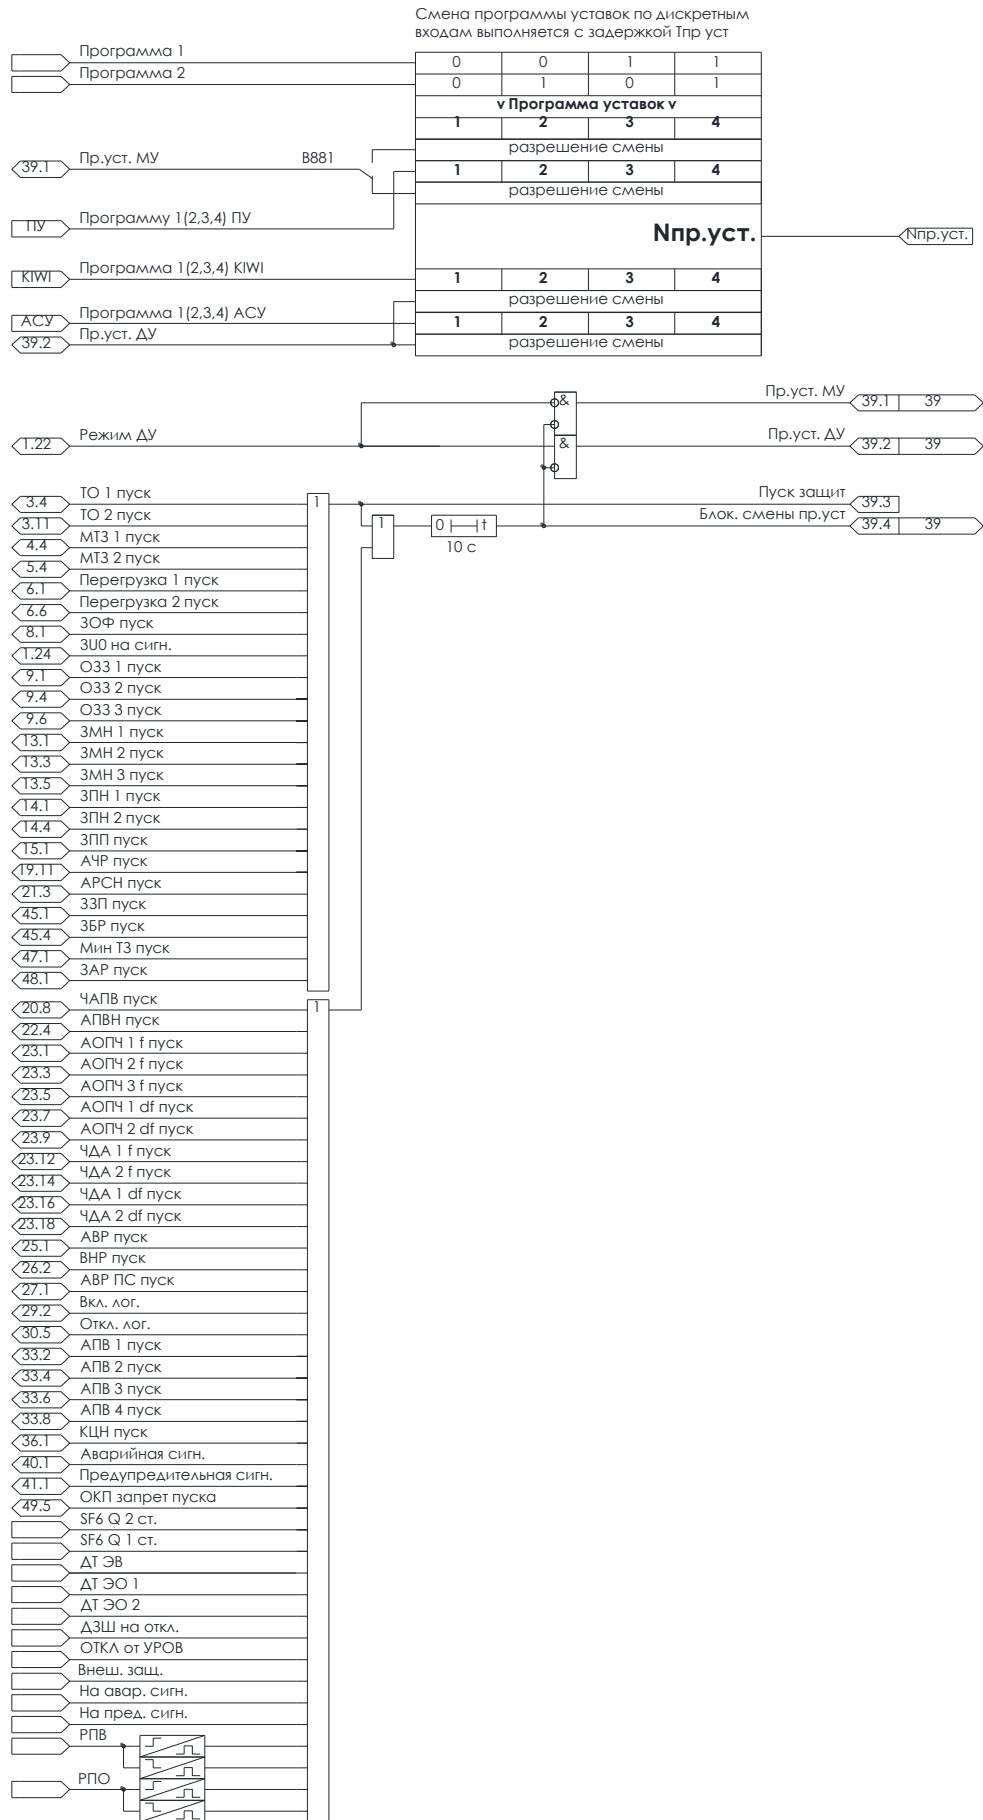 Смена программы уставок по дискретным
входам выполняется с задержкой Тпр уст
Программа 1
0 0 1 1
Программа 2
0 1 0 1
v Программа уставок v
1 2 3 4
разрешение смены
39.1 Пр.уст. МУ В881
1 2 3 4
разрешение смены
ПУ Программу 1(2,3,4) ПУ
Nпр.уст. Nпр.уст.
KIWI Программа 1(2,3,4) KIWI
1 2 3 4
разрешение смены
АСУ Программа 1(2,3,4) АСУ
1 2 3 4
39.2 Пр.уст. ДУ
разрешение смены
& Пр.уст. МУ 39.1 39
1.22 Режим ДУ & Пр.уст. ДУ 39.2 39
3.4 ТО 1 пуск 1 Пуск защит 39.3
3.11 ТО 2 пуск 1 0 t Блок. смены пр.уст 39.4 39
10 с
4.4 МТЗ 1 пуск
5.4 МТЗ 2 пуск
6.1 Перегрузка 1 пуск
6.6 Перегрузка 2 пуск
8.1 ЗОФ пуск
1.24 3U0 на сигн.
9.1 ОЗЗ 1 пуск
9.4 ОЗЗ 2 пуск
9.6 ОЗЗ 3 пуск
13.1 ЗМН 1 пуск
13.3 ЗМН 2 пуск
13.5 ЗМН 3 пуск
14.1 ЗПН 1 пуск
14.4 ЗПН 2 пуск
15.1 ЗПП пуск
19.11 АЧР пуск
21.3 АРСН пуск
45.1 ЗЗП пуск
45.4 ЗБР пуск
47.1 Мин ТЗ пуск
48.1 ЗАР пуск
20.8 ЧАПВ пуск 1
22.4 АПВН пуск
23.1 АОПЧ 1 f пуск
23.3 АОПЧ 2 f пуск
23.5 АОПЧ 3 f пуск
23.7 АОПЧ 1 df пуск
23.9 АОПЧ 2 df пуск
23.12 ЧДА 1 f пуск
23.14 ЧДА 2 f пуск
23.16 ЧДА 1 df пуск
23.18 ЧДА 2 df пуск
25.1 АВР пуск
26.2 ВНР пуск
27.1 АВР ПС пуск
29.2 Вкл. лог.
30.5 Откл. лог.
33.2 АПВ 1 пуск
33.4 АПВ 2 пуск
33.6 АПВ 3 пуск
33.8 АПВ 4 пуск
36.1 КЦН пуск
40.1 Аварийная сигн.
41.1 Предупредительная сигн.
49.5 ОКП запрет пуска
SF6 Q 2 ст.
SF6 Q 1 ст.
ДТ ЭВ
ДТ ЭО 1
ДТ ЭО 2
ДЗШ на откл.
ОТКЛ от УРОВ
Внеш. защ.
На авар. сигн.
На пред. сигн.
РПВ
РПО